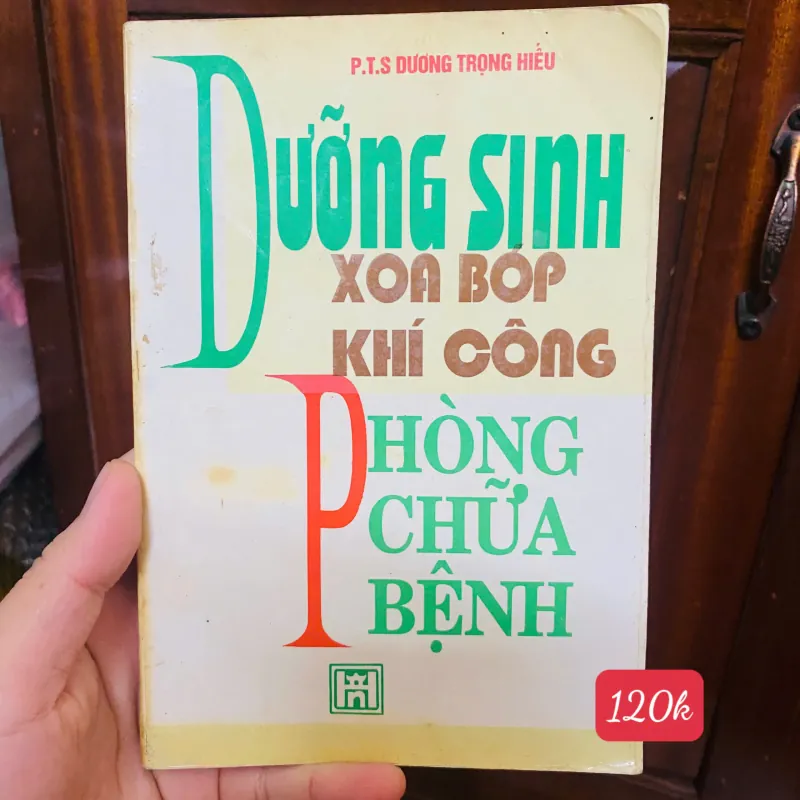 P.T.S DƯƠNG TRỌNG HIẾU
DƯỠNG SINH
XOA BÓP
KHÍ CÔNG
PHÒNG
CHỮA
BỆNH
120k